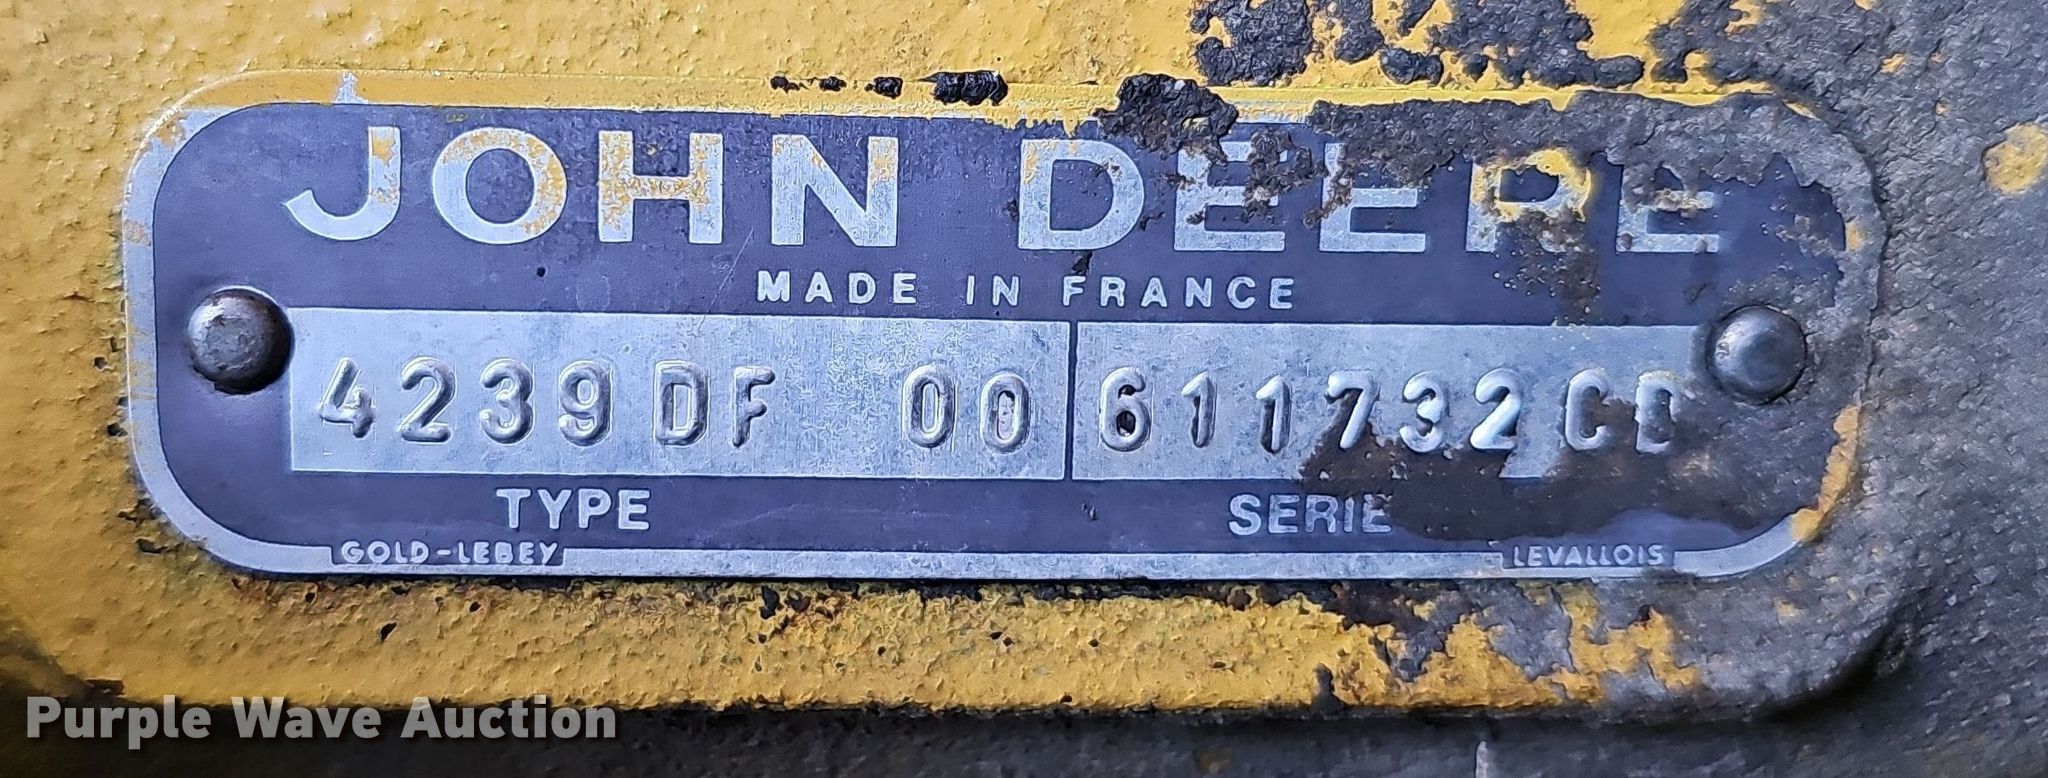 JOHN DEERE
MADE IN FRANCE
4239DF 00 611732CD
TYPE SERIE
GOLD-LEBEY LEVALLOIS
Purple Wave Auction